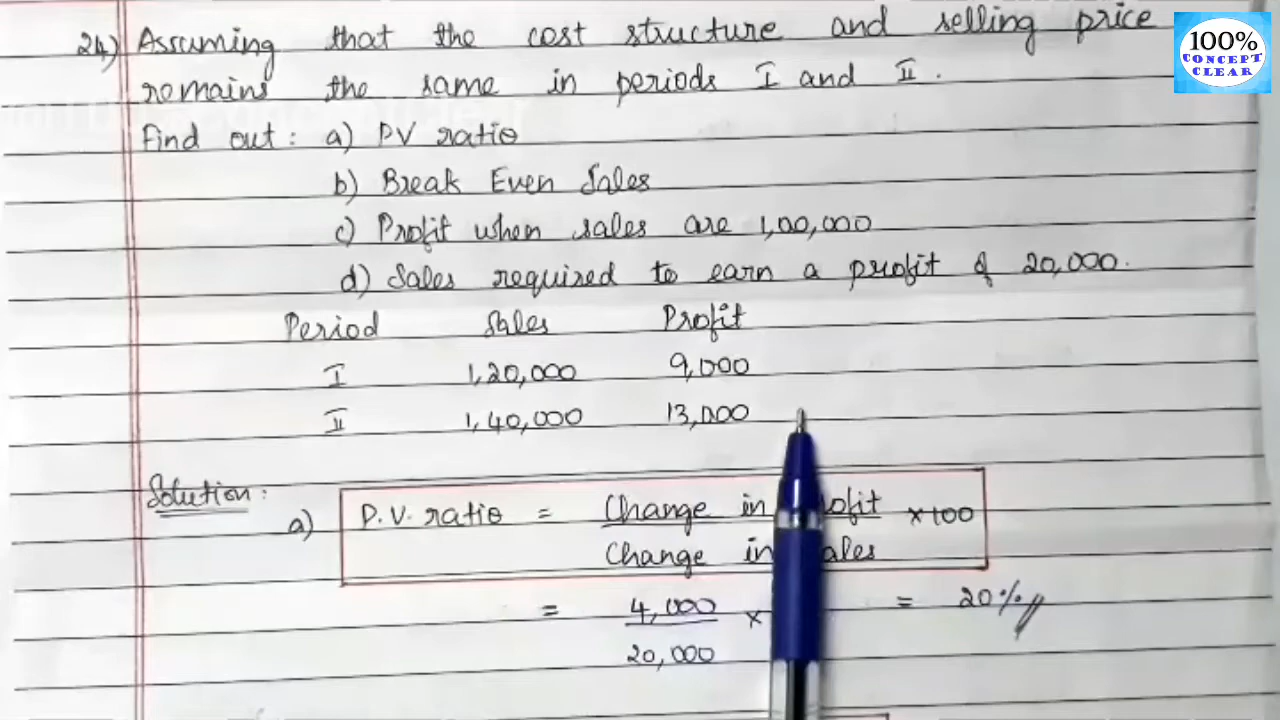 24) Assuming that the cost structure and selling price
remains the same in periods I and II.
Find out: a) PV ratio
b) Break Even Sales
c) Profit when sales are 1,00,000
d) Sales required to earn a profit of 20,000.
Period Sales Profit
I 1,20,000 9,000
II 1,40,000 13,000
Solution:
a) P.V. ratio = Change in × 100
Change in
= 4,000 × = 20%
20,000
100%
CONCEPT
CLEAR